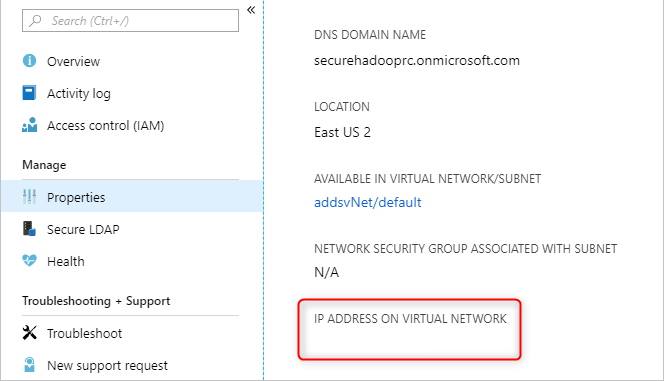 Search (Ctrl+/)
«
Overview
Activity log
Access control (IAM)
Manage
Properties
Secure LDAP
Health
Troubleshooting + Support
Troubleshoot
New support request
DNS DOMAIN NAME
securehadooprc.onmicrosoft.com
LOCATION
East US 2
AVAILABLE IN VIRTUAL NETWORK/SUBNET
addsvNet/default
NETWORK SECURITY GROUP ASSOCIATED WITH SUBNET
N/A
IP ADDRESS ON VIRTUAL NETWORK